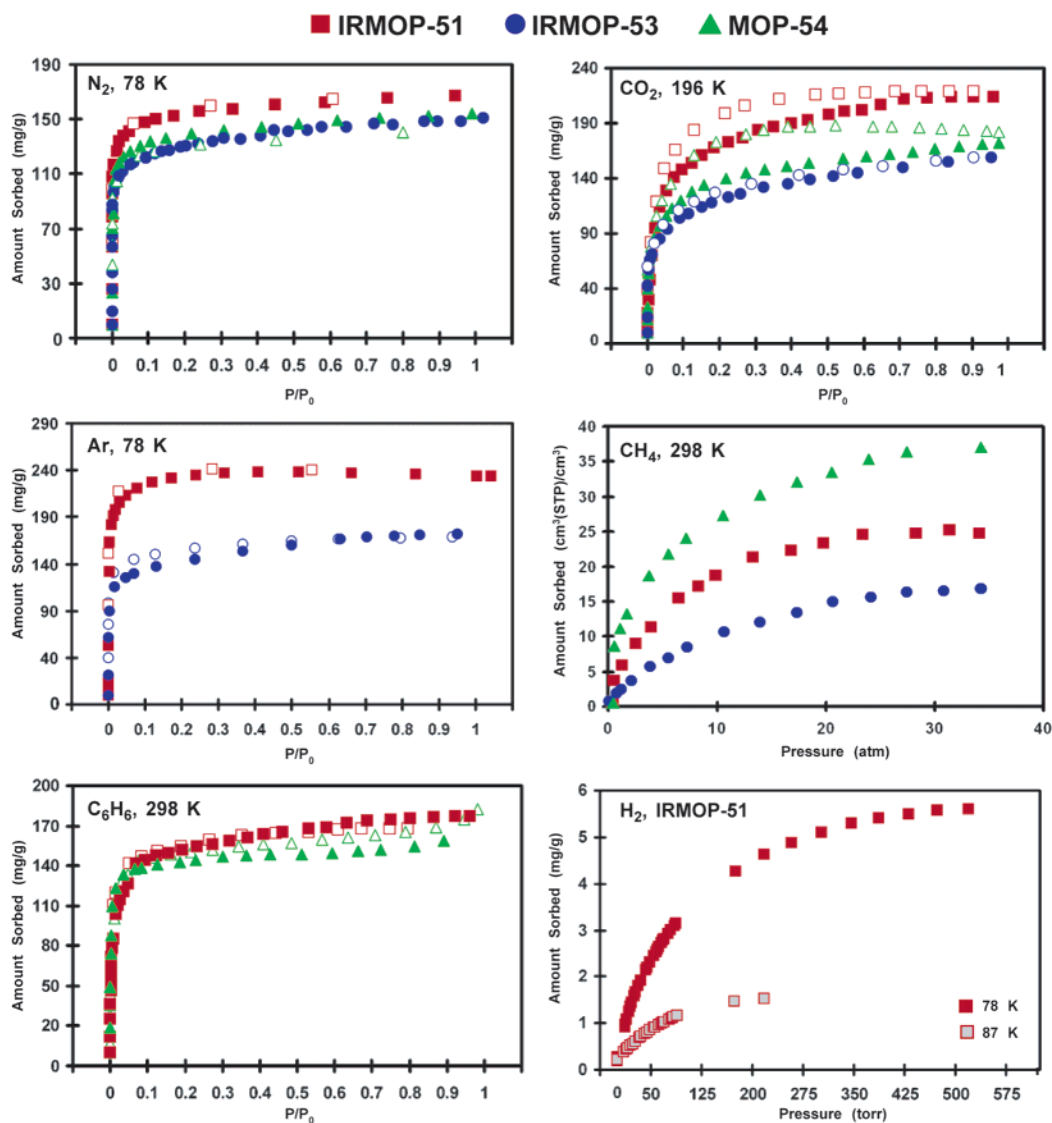 IRMOP-51 IRMOP-53 MOP-54
N₂, 78 K
Amount Sorbed (mg/g)
190
150
110
70
30
0
0 0.1 0.2 0.3 0.4 0.5 0.6 0.7 0.8 0.9 1
P/P₀
CO₂, 196 K
Amount Sorbed (mg/g)
240
190
140
90
40
0
0 0.1 0.2 0.3 0.4 0.5 0.6 0.7 0.8 0.9 1
P/P₀
Ar, 78 K
Amount Sorbed (mg/g)
290
240
190
140
90
40
0
0 0.1 0.2 0.3 0.4 0.5 0.6 0.7 0.8 0.9 1
P/P₀
CH₄, 298 K
Amount Sorbed (cm³(STP)/cm³)
40
35
30
25
20
15
10
5
0
0 10 20 30 40
Pressure (atm)
C₆H₆, 298 K
Amount Sorbed (mg/g)
200
170
140
110
80
50
20
0
0 0.1 0.2 0.3 0.4 0.5 0.6 0.7 0.8 0.9 1
P/P₀
H₂, IRMOP-51
Amount Sorbed (mg/g)
6
5
4
3
2
1
0
0 50 125 200 275 350 425 500 575
Pressure (torr)
78 K
87 K